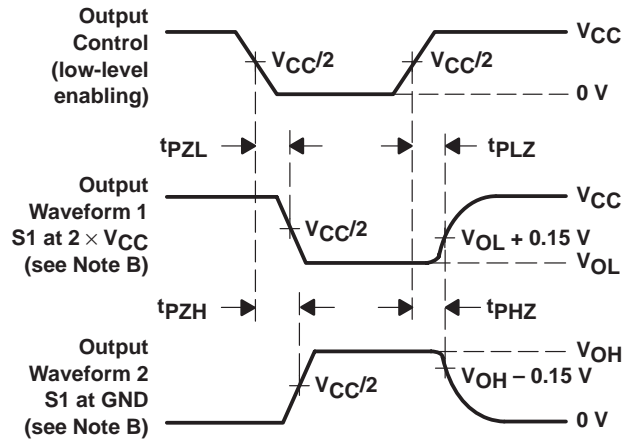 Output
Control
(low-level
enabling)
VCC/2
VCC/2
VCC
0 V
tPZL
tPLZ
Output
Waveform 1
S1 at 2 × VCC
(see Note B)
VCC/2
VCC
VOL + 0.15 V
VOL
tPZH
tPHZ
Output
Waveform 2
S1 at GND
(see Note B)
VCC/2
VOH
VOH – 0.15 V
0 V